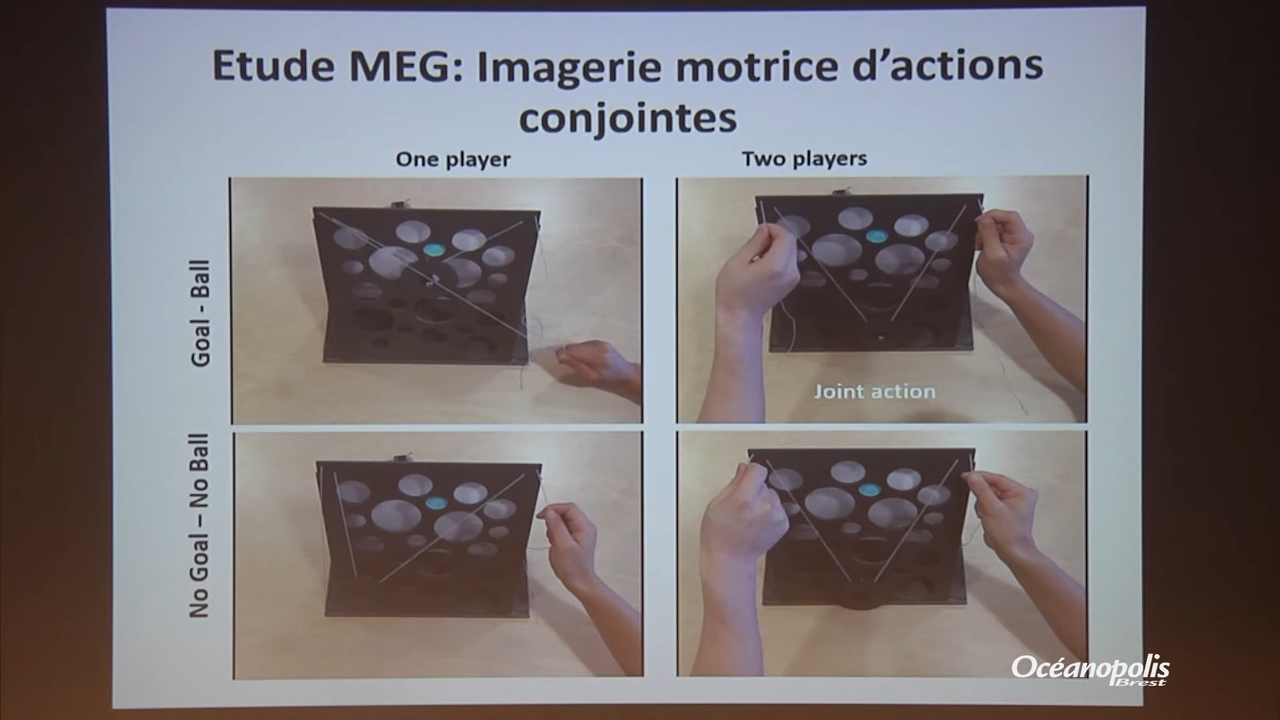 Etude MEG: Imagerie motrice d'actions
conjointes
One player
Two players
Goal - Ball
Joint action
No Goal – No Ball
Océanopolis
Brest